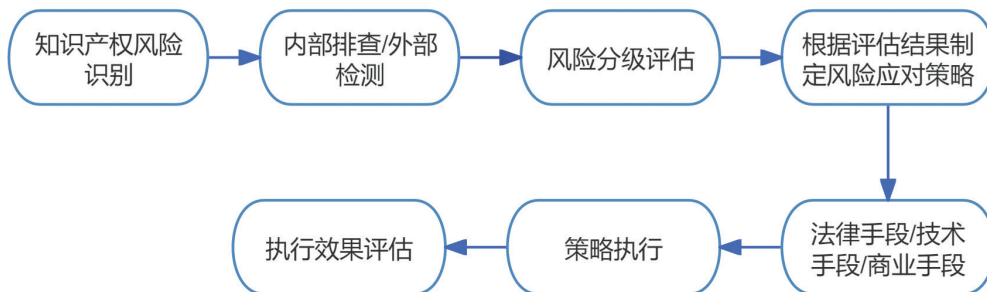 知识产权风险
识别
内部排查/外部
检测
风险分级评估
根据评估结果制
定风险应对策略
法律手段/技术
手段/商业手段
策略执行
执行效果评估